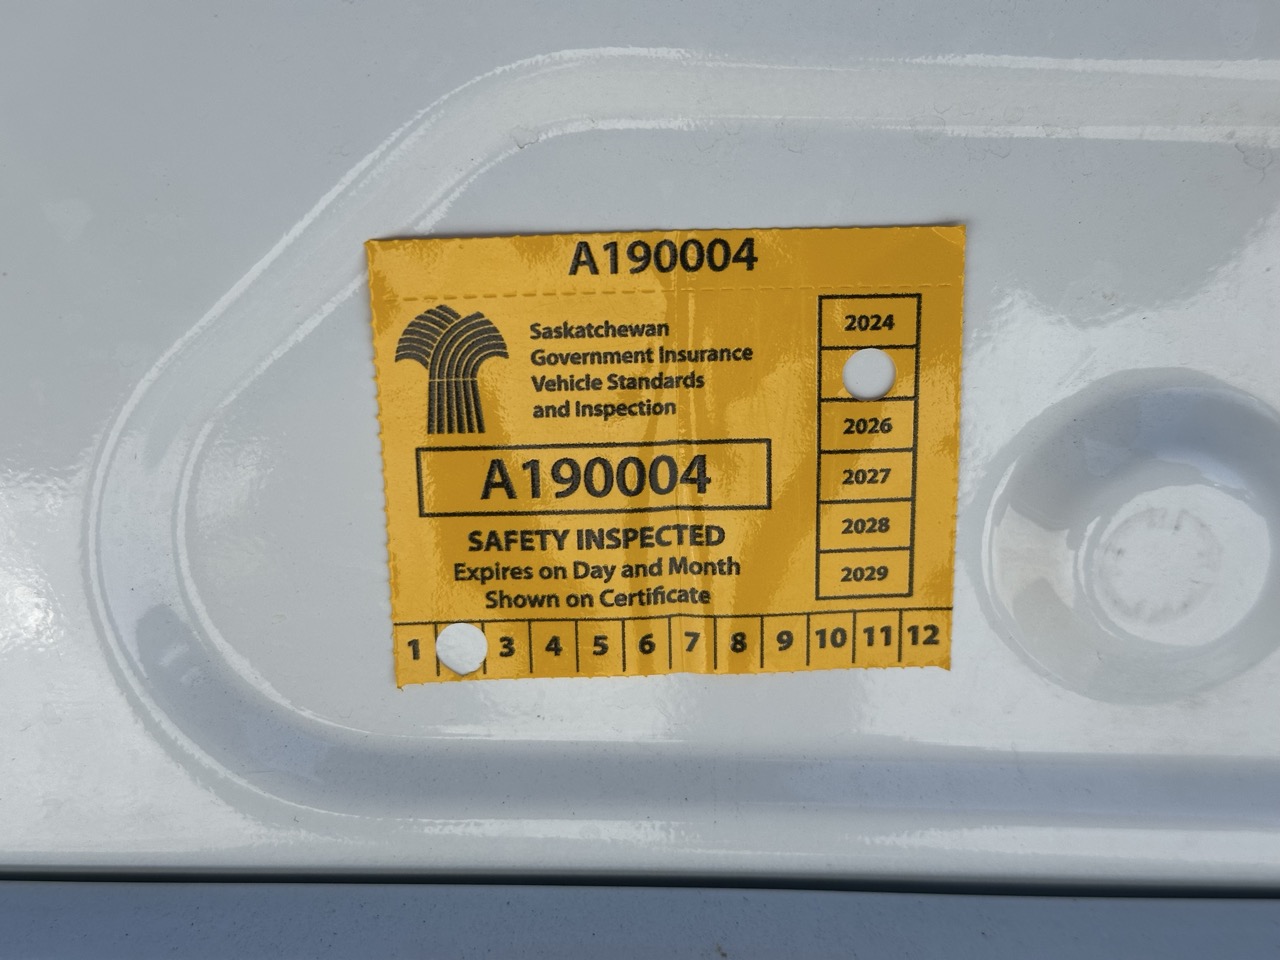 A190004
Saskatchewan
Government Insurance
Vehicle Standards
and Inspection
A190004
SAFETY INSPECTED
Expires on Day and Month
Shown on Certificate
2024
2026
2027
2028
2029
1 3 4 5 6 7 8 9 10 11 12